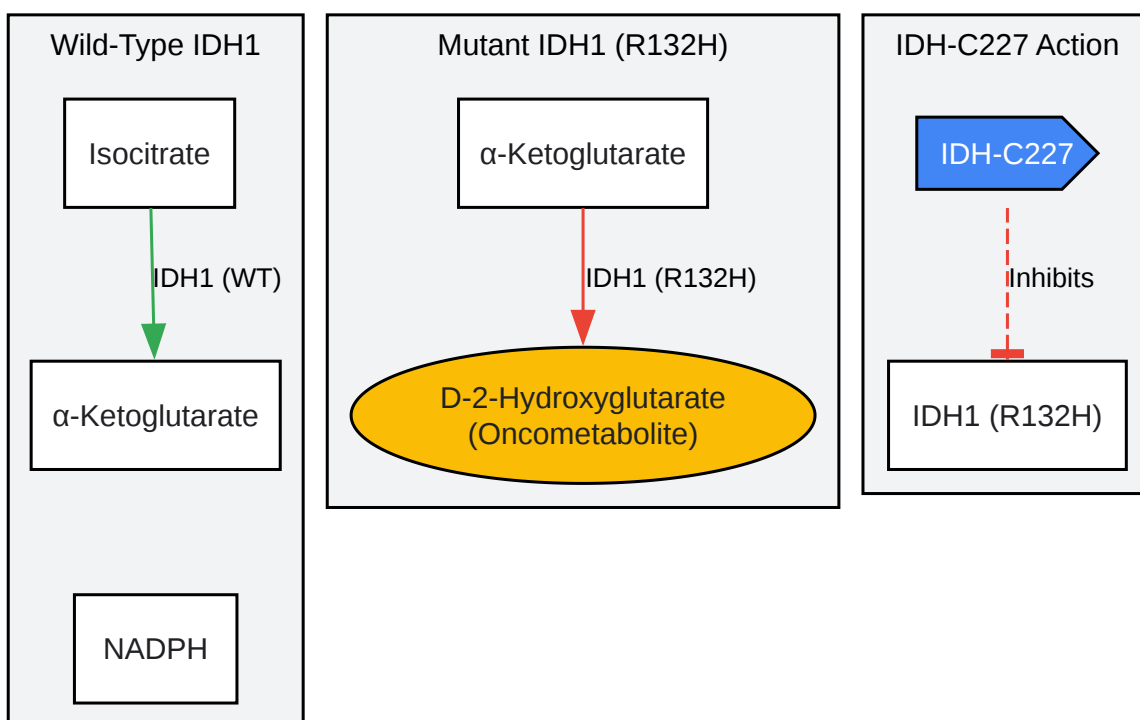 Wild-Type IDH1
Isocitrate
IDH1 (WT)
α-Ketoglutarate
NADPH
Mutant IDH1 (R132H)
α-Ketoglutarate
IDH1 (R132H)
D-2-Hydroxyglutarate
(Oncometabolite)
IDH-C227 Action
IDH-C227
Inhibits
IDH1 (R132H)